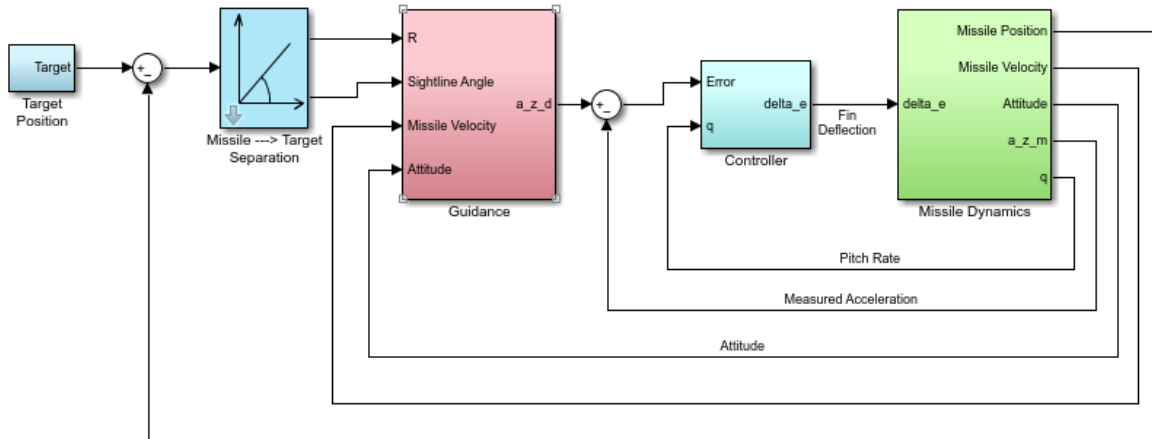 Target
Target
Position
Missile ---> Target
Separation
R
Sightline Angle
Missile Velocity
Attitude
a_z_d
Guidance
Error
q
delta_e
Controller
Fin
Deflection
delta_e
Missile Position
Missile Velocity
Attitude
a_z_m
q
Missile Dynamics
Pitch Rate
Measured Acceleration
Attitude